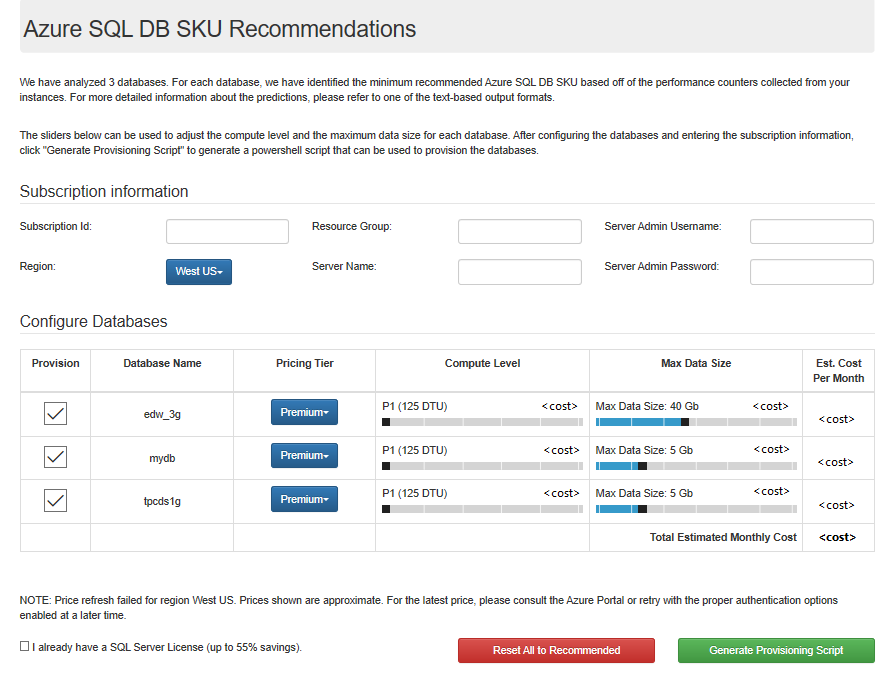 Azure SQL DB SKU Recommendations
We have analyzed 3 databases. For each database, we have identified the minimum recommended Azure SQL DB SKU based off of the performance counters collected from your
instances. For more detailed information about the predictions, please refer to one of the text-based output formats.
The sliders below can be used to adjust the compute level and the maximum data size for each database. After configuring the databases and entering the subscription information,
click "Generate Provisioning Script" to generate a powershell script that can be used to provision the databases.
Subscription information
Subscription Id: Resource Group: Server Admin Username:
Region: West US Server Name: Server Admin Password:
Configure Databases
Provision Database Name Pricing Tier Compute Level Max Data Size Est. Cost
Per Month
edw_3g Premium P1 (125 DTU) <cost> Max Data Size: 40 Gb <cost> <cost>
mydb Premium P1 (125 DTU) <cost> Max Data Size: 5 Gb <cost> <cost>
tpcds1g Premium P1 (125 DTU) <cost> Max Data Size: 5 Gb <cost> <cost>
Total Estimated Monthly Cost <cost>
NOTE: Price refresh failed for region West US. Prices shown are approximate. For the latest price, please consult the Azure Portal or retry with the proper authentication options
enabled at a later time.
I already have a SQL Server License (up to 55% savings). Reset All to Recommended Generate Provisioning Script